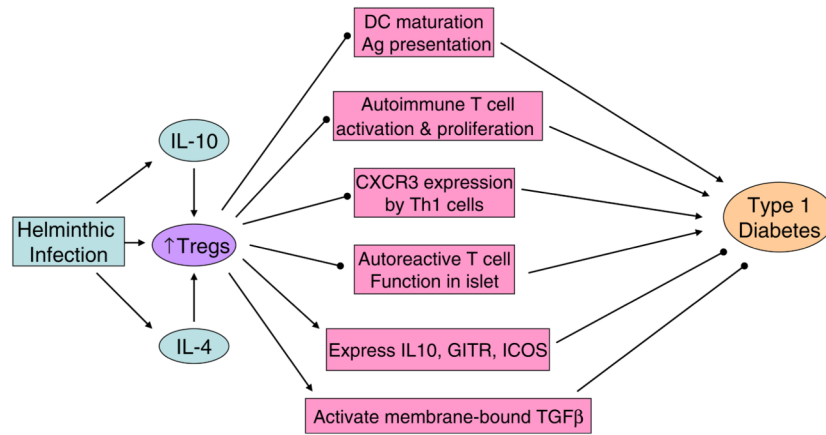 DC maturation
Ag presentation
Autoimmune T cell
activation & proliferation
IL-10
CXCR3 expression
by Th1 cells
Helminthic
Infection
↑Tregs
Type 1
Diabetes
Autoreactive T cell
Function in islet
IL-4
Express IL10, GITR, ICOS
Activate membrane-bound TGFβ